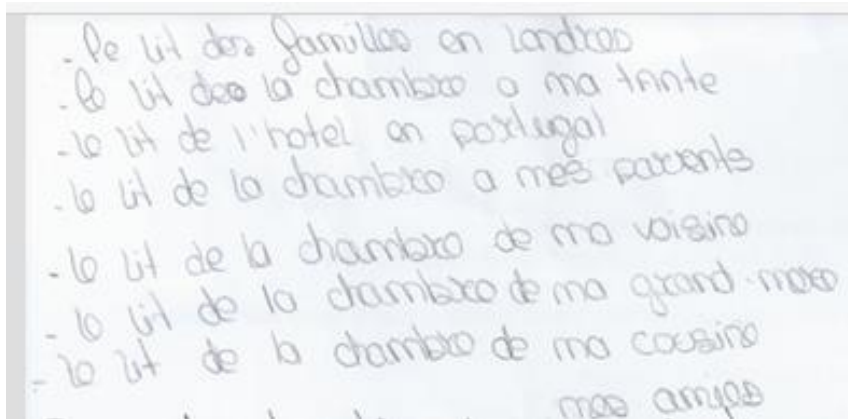 - Le lit des familles en Londres
- le lit de la chambre a ma tante
- le lit de l'hotel en portugal
- le lit de la chambre a mes parents
- le lit de la chambre de ma voisine
- le lit de la chambre de ma grand-mere
- le lit de la chambre de ma cousine
mes amies